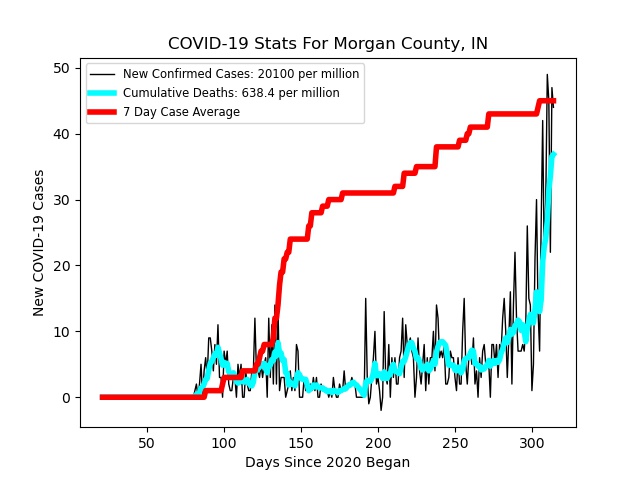 COVID-19 Stats For Morgan County, IN
New Confirmed Cases: 20100 per million
Cumulative Deaths: 638.4 per million
7 Day Case Average
New COVID-19 Cases
50
40
30
20
10
0
50 100 150 200 250 300
Days Since 2020 Began